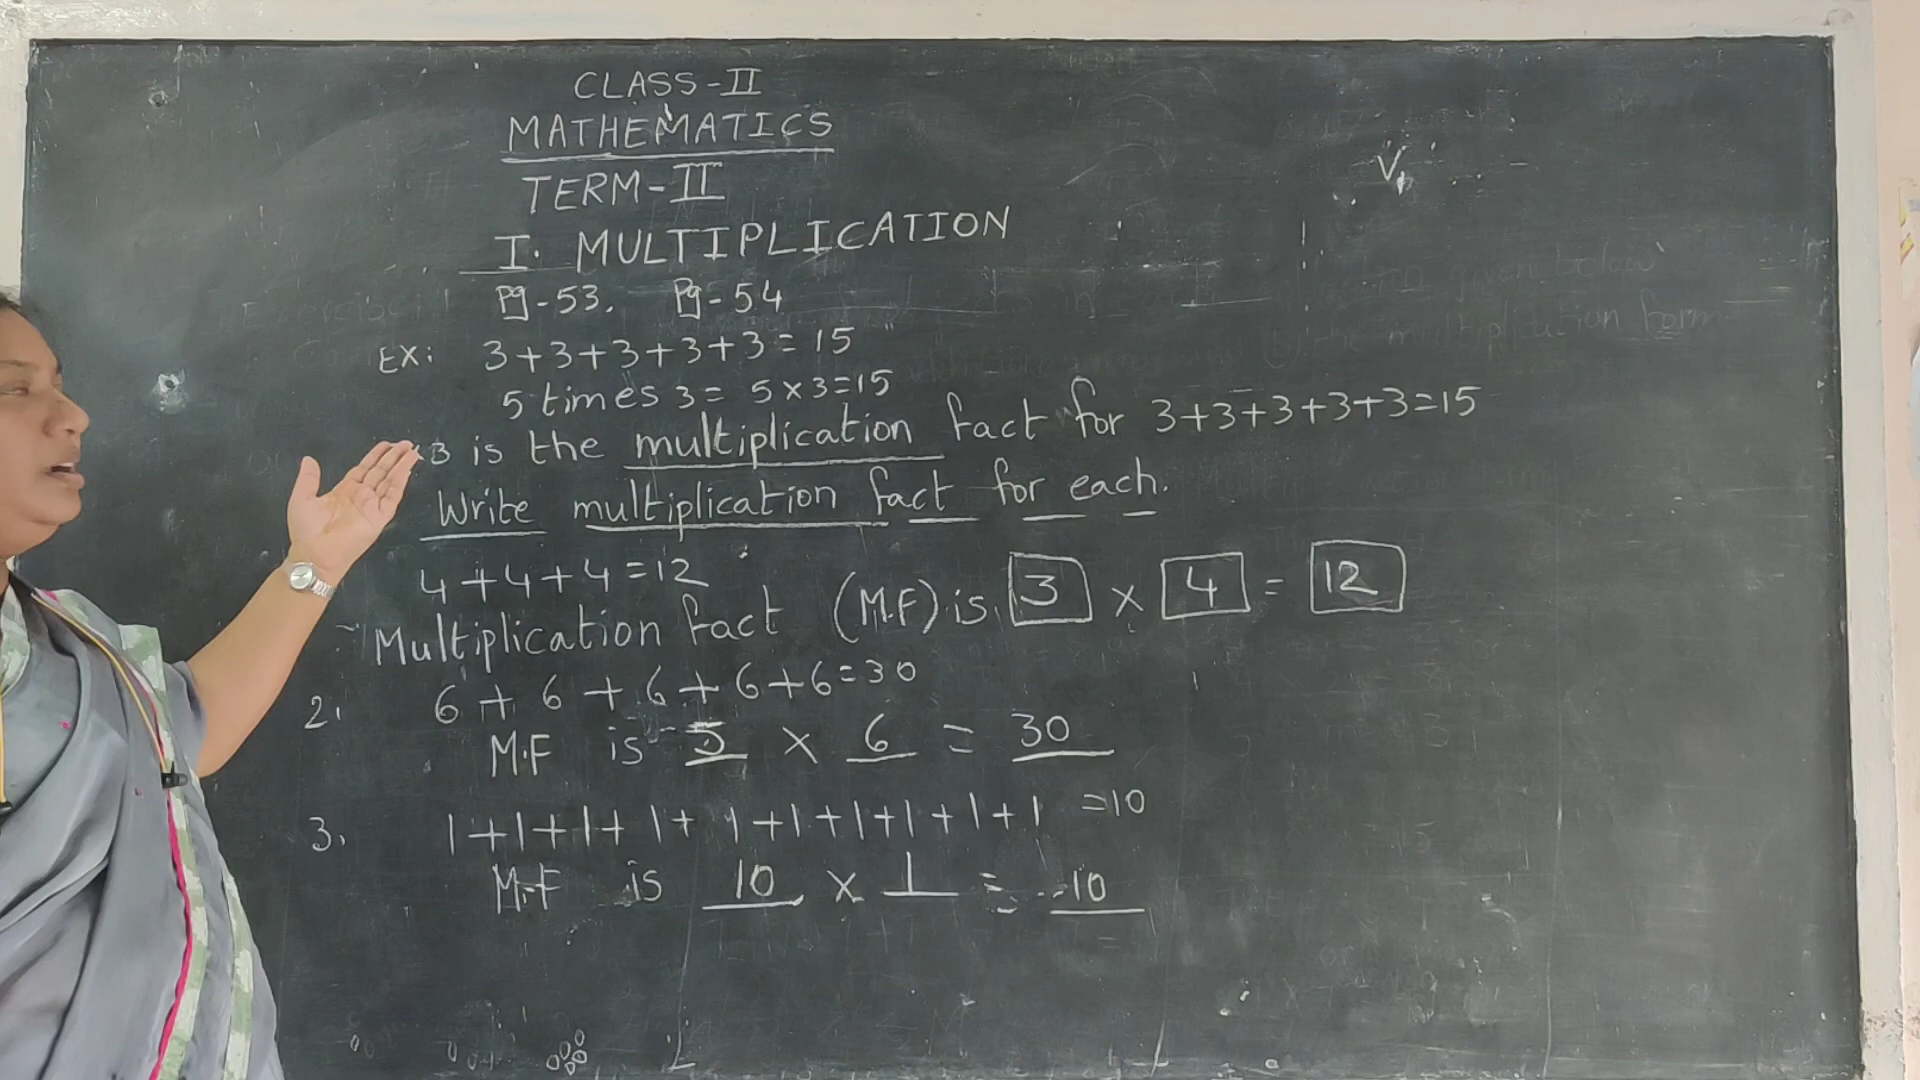 CLASS-II
MATHEMATICS
TERM-II
I. MULTIPLICATION
Pg-53. Pg-54
EX: 3+3+3+3+3=15
5 times 3= 5×3=15
×3 is the multiplication fact for 3+3+3+3+3=15
Write multiplication fact for each.
4+4+4=12
Multiplication fact (M.F) is 3 × 4 = 12
2. 6+6+6+6+6=30
M.F is 5 × 6 = 30
3. 1+1+1+1+1+1+1+1+1+1 =10
M.F is 10 × 1 = 10